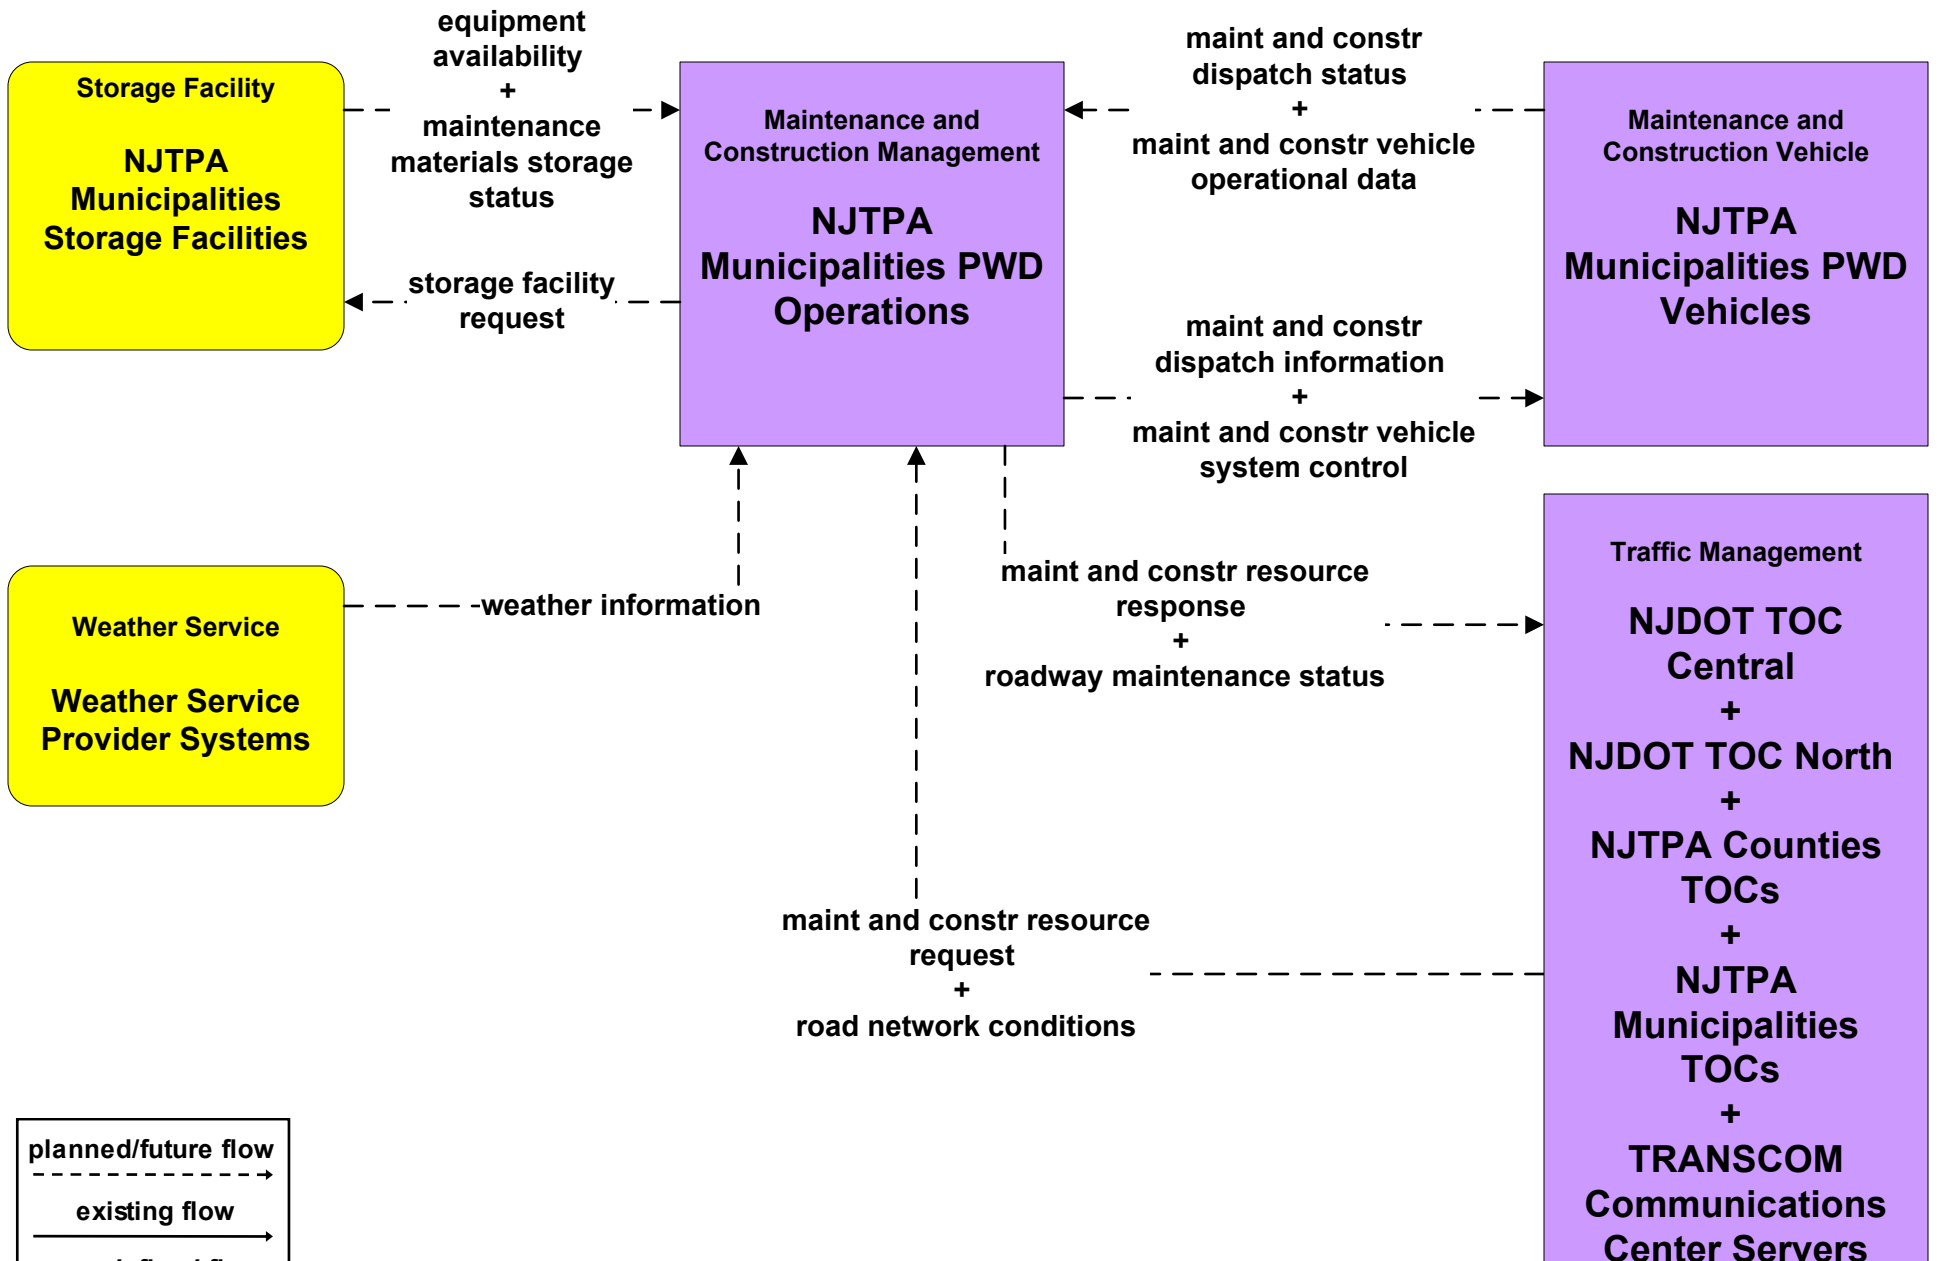 equipment
availability
+
maintenance
materials storage
status
storage facility
request
Storage Facility
NJTPA
Municipalities
Storage Facilities
Maintenance and
Construction Management
NJTPA
Municipalities PWD
Operations
maint and constr
dispatch status
+
maint and constr vehicle
operational data
maint and constr
dispatch information
+
maint and constr vehicle
system control
Maintenance and
Construction Vehicle
NJTPA
Municipalities PWD
Vehicles
Weather Service
Weather Service
Provider Systems
weather information
maint and constr resource
response
+
roadway maintenance status
maint and constr resource
request
+
road network conditions
Traffic Management
NJDOT TOC
Central
+
NJDOT TOC North
+
NJTPA Counties
TOCs
+
NJTPA
Municipalities
TOCs
+
TRANSCOM
Communications
Center Servers
planned/future flow
existing flow